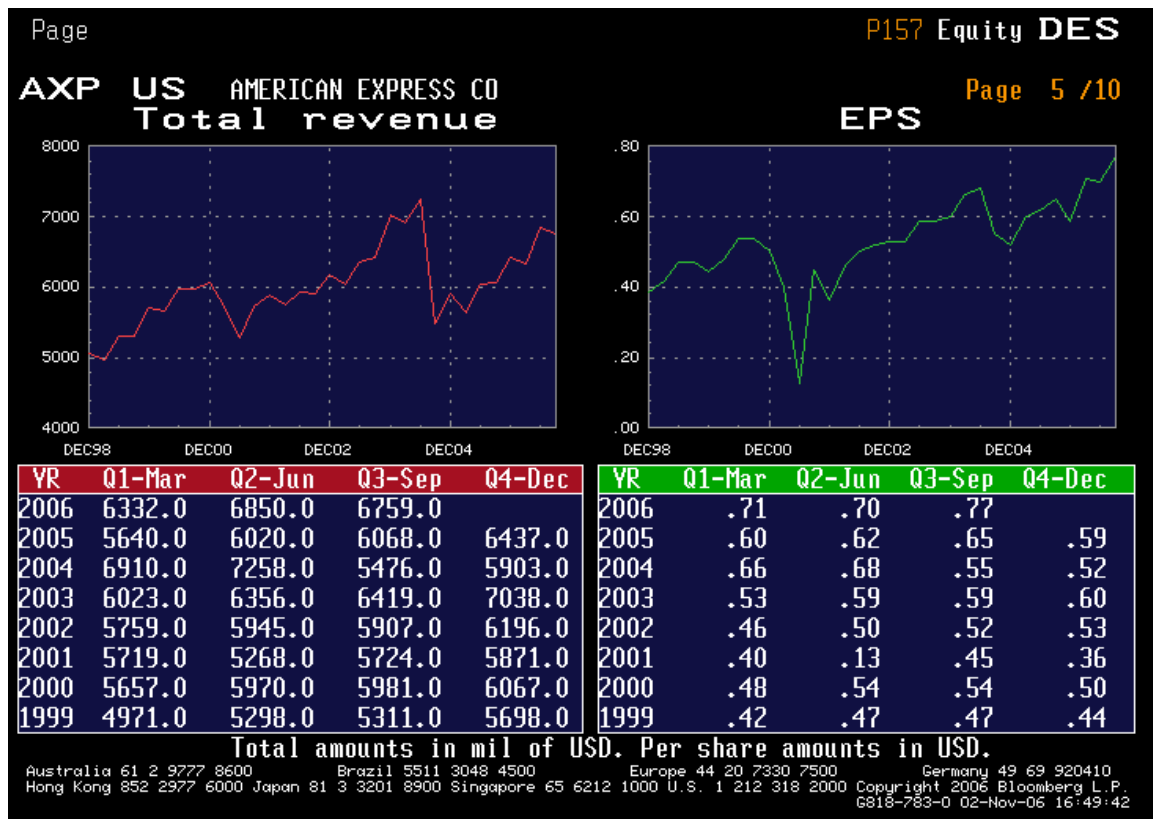 Page P157 Equity DES
AXP US AMERICAN EXPRESS CO Page 5 /10
Total revenue EPS
8000 .80
7000 .60
6000 .40
5000 .20
4000 .00
DEC98 DEC00 DEC02 DEC04 DEC98 DEC00 DEC02 DEC04
YR Q1-Mar Q2-Jun Q3-Sep Q4-Dec YR Q1-Mar Q2-Jun Q3-Sep Q4-Dec
2006 6332.0 6850.0 6759.0 2006 .71 .70 .77
2005 5640.0 6020.0 6068.0 6437.0 2005 .60 .62 .65 .59
2004 6910.0 7258.0 5476.0 5903.0 2004 .66 .68 .55 .52
2003 6023.0 6356.0 6419.0 7038.0 2003 .53 .59 .59 .60
2002 5759.0 5945.0 5907.0 6196.0 2002 .46 .50 .52 .53
2001 5719.0 5268.0 5724.0 5871.0 2001 .40 .13 .45 .36
2000 5657.0 5970.0 5981.0 6067.0 2000 .48 .54 .54 .50
1999 4971.0 5298.0 5311.0 5698.0 1999 .42 .47 .47 .44
Total amounts in mil of USD. Per share amounts in USD.
Australia 61 2 9777 8600 Brazil 5511 3048 4500 Europe 44 20 7330 7500 Germany 49 69 920410
Hong Kong 852 2977 6000 Japan 81 3 3201 8900 Singapore 65 6212 1000 U.S. 1 212 318 2000 Copyright 2006 Bloomberg L.P.
G818-783-0 02-Nov-06 16:49:42